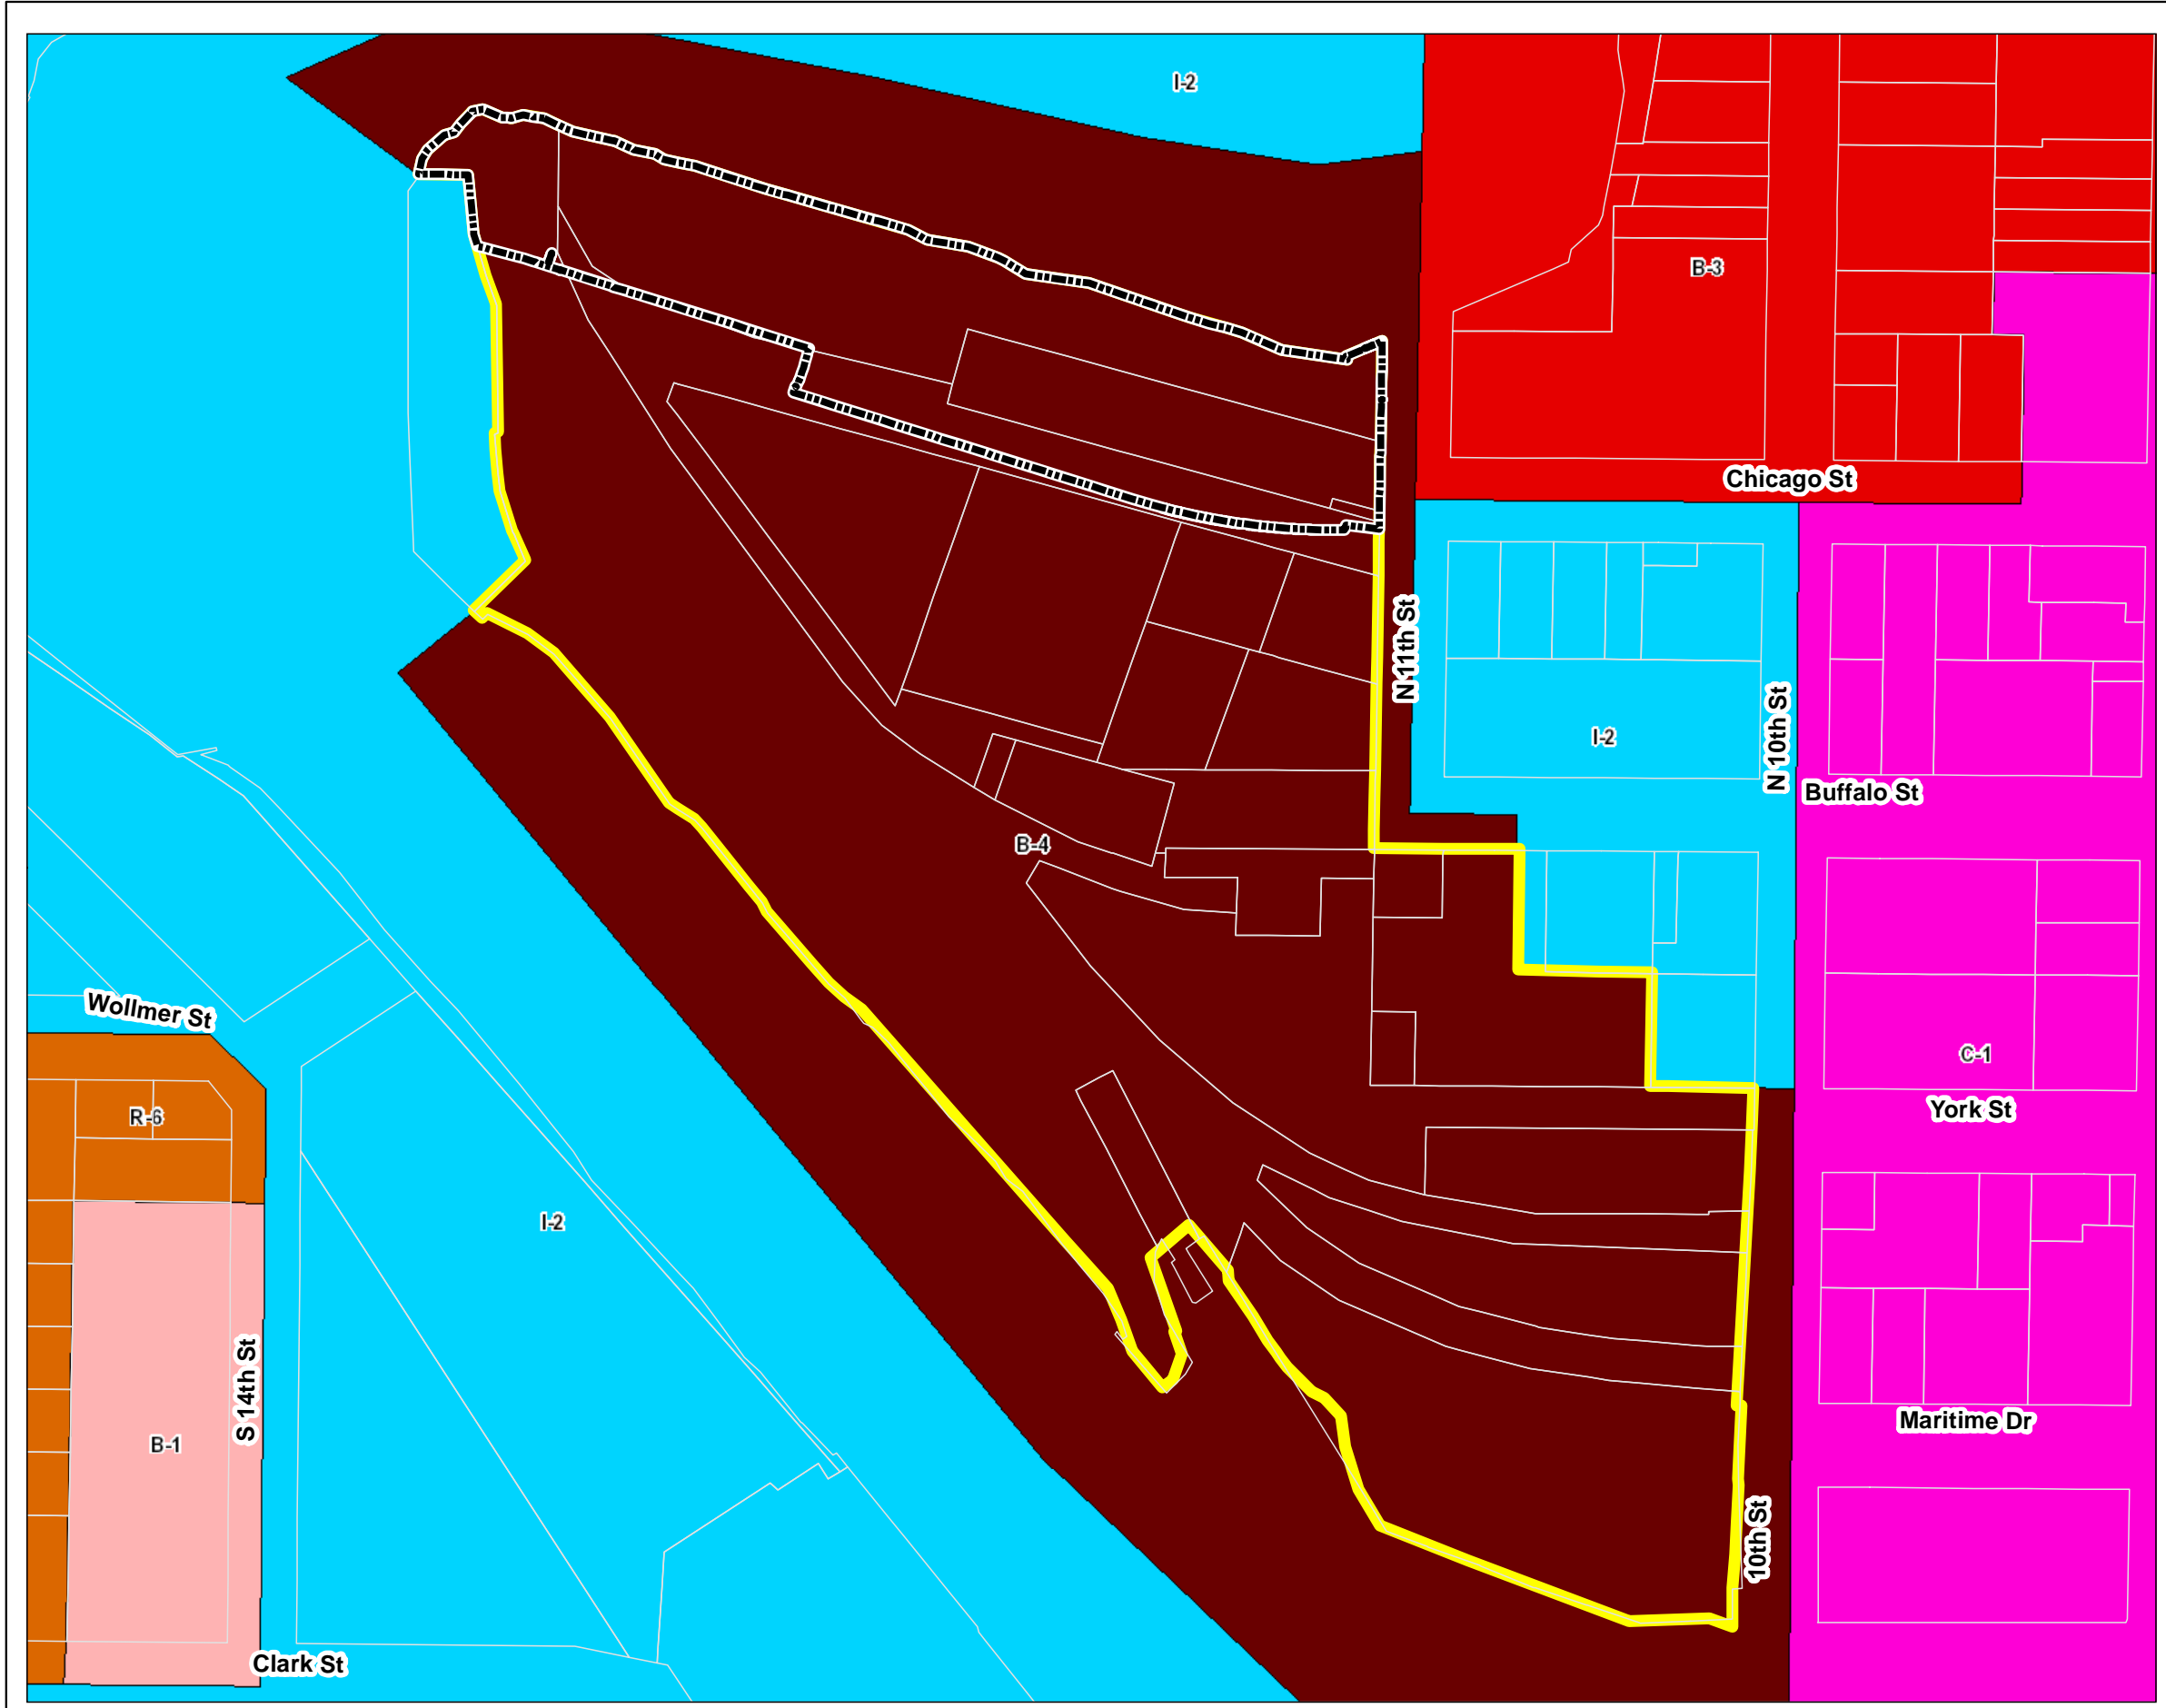 I-2
B-3
Chicago St
N 11th St
N 10th St
I-2
Buffalo St
B-4
Wollmer St
C-1
R-6
York St
I-2
S 14th St
B-1
Maritime Dr
10th St
Clark St